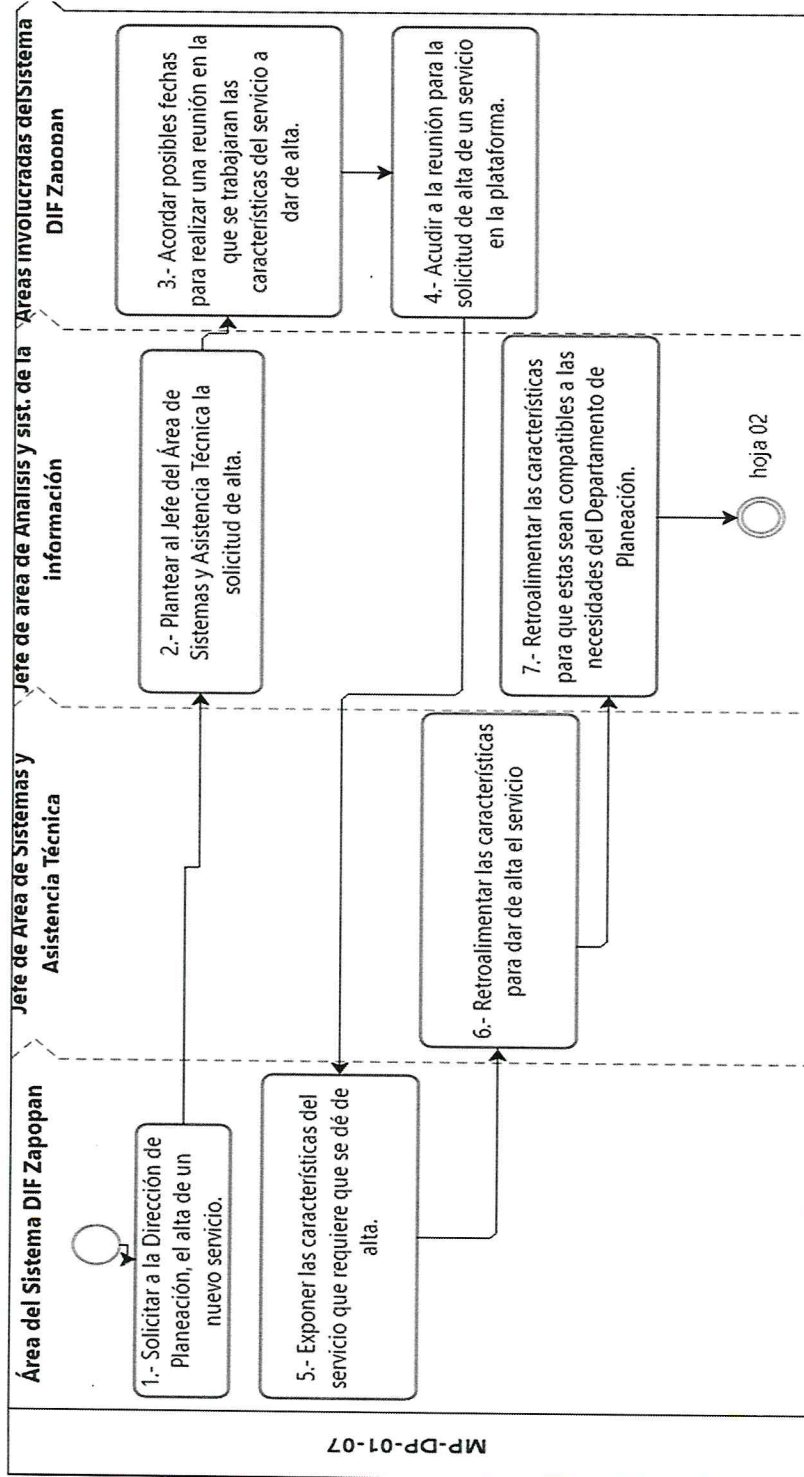 MP-DP-01-07
Área del Sistema DIF Zapopan
1.- Solicitar a la Dirección de
Planeación, el alta de un
nuevo servicio.
5.- Exponer las características del
servicio que requiere que se dé de
alta.
Jefe de Area de Sistemas y
Asistencia Técnica
6.- Retroalimentar las características
para dar de alta el servicio
Jefe de area de Analisis y sist. de la
información
2.- Plantear al Jefe del Área de
Sistemas y Asistencia Técnica la
solicitud de alta.
7.- Retroalimentar las características
para que estas sean compatibles a las
necesidades del Departamento de
Planeación.
hoja 02
Areas involucradas delSistema
DIF Zapopan
3.- Acordar posibles fechas
para realizar una reunión en la
que se trabajaran las
características del servicio a
dar de alta.
4.- Acudir a la reunión para la
solicitud de alta de un servicio
en la plataforma.